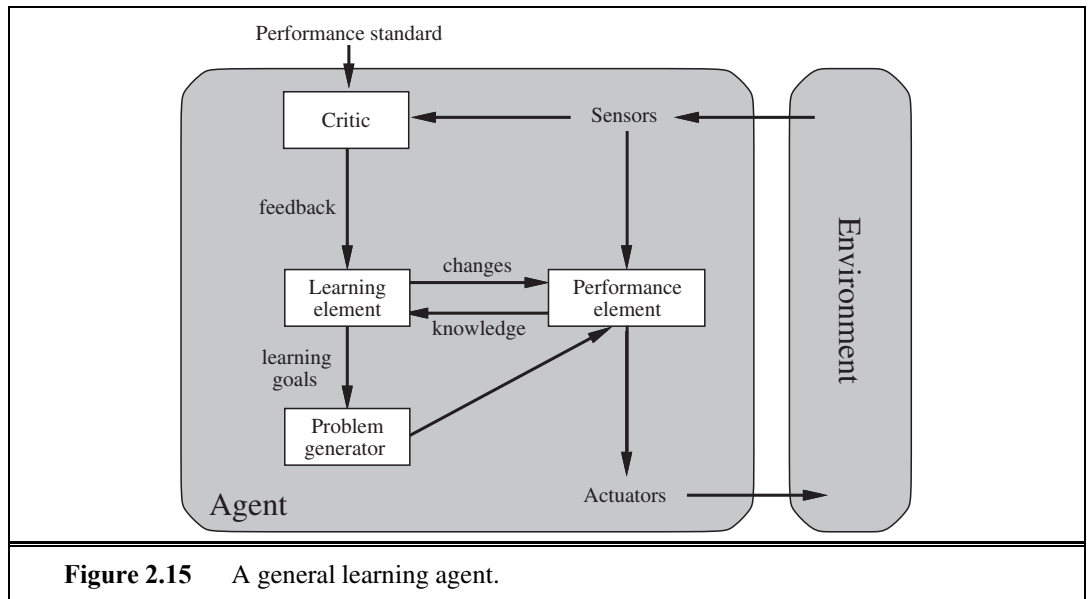 Performance standard
Critic
Sensors
feedback
Learning
element
changes
knowledge
Performance
element
learning
goals
Problem
generator
Agent
Actuators
Environment
Figure 2.15 A general learning agent.